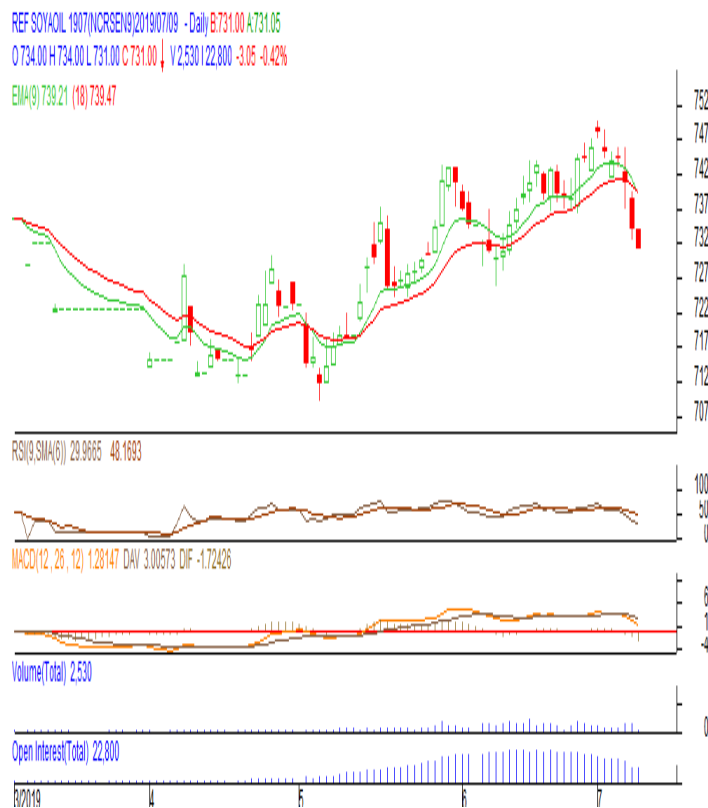 REF SOYAOIL 1907(NCRSEN9)2019/07/09 - Daily B:731.00 A:731.05
O 734.00 H 734.00 L 731.00 C 731.00 ↓ V 2,530 I 22,800 -3.05 -0.42%
EMA(9) 739.21 (18) 739.47
752
747
742
737
732
727
722
717
712
707
RSI(9,SMA(6)) 29.9665 48.1693
100
50
0
MACD(12 , 26 , 12) 1.28147 DAV 3.00573 DIF -1.72426
6
1
-4
Volume(Total) 2,530
0
Open Interest(Total) 22,800
3/2019 4 5 6 7